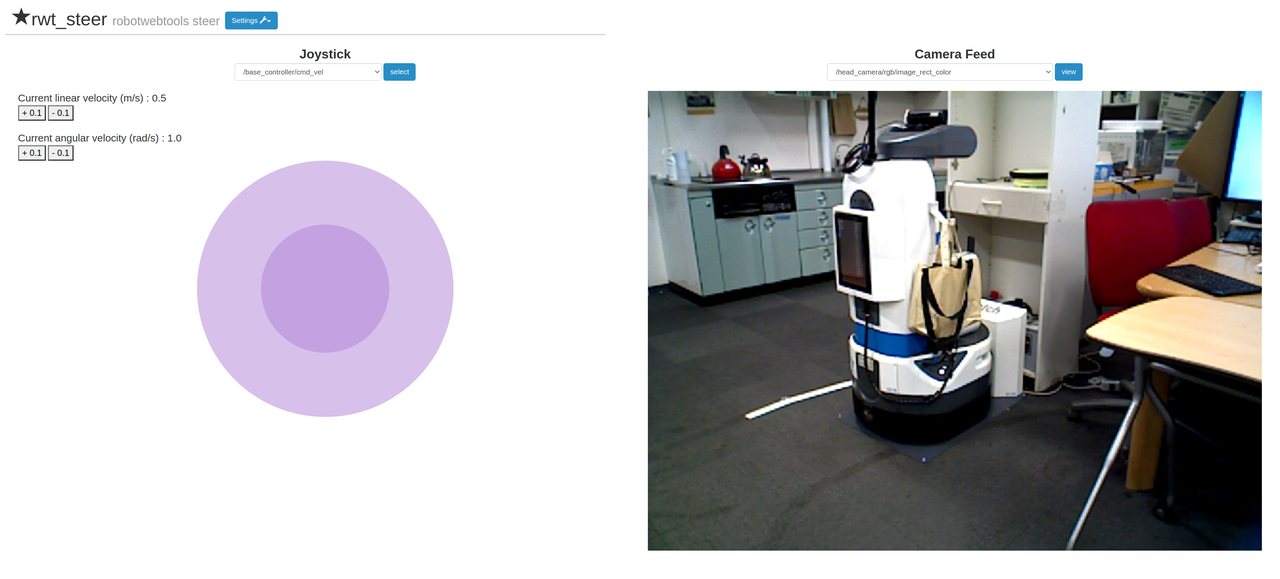 ★rwt_steer robotwebtools steer Settings
Joystick
/base_controller/cmd_vel select
Current linear velocity (m/s) : 0.5
+ 0.1 - 0.1
Current angular velocity (rad/s) : 1.0
+ 0.1 - 0.1
Camera Feed
/head_camera/rgb/image_rect_color view
tch